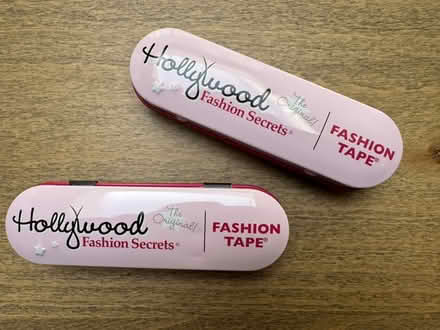 Hollywood
Fashion Secrets®
The
Original!
FASHION
TAPE®
Hollywood
Fashion Secrets®
The
Original!
FASHION
TAPE®